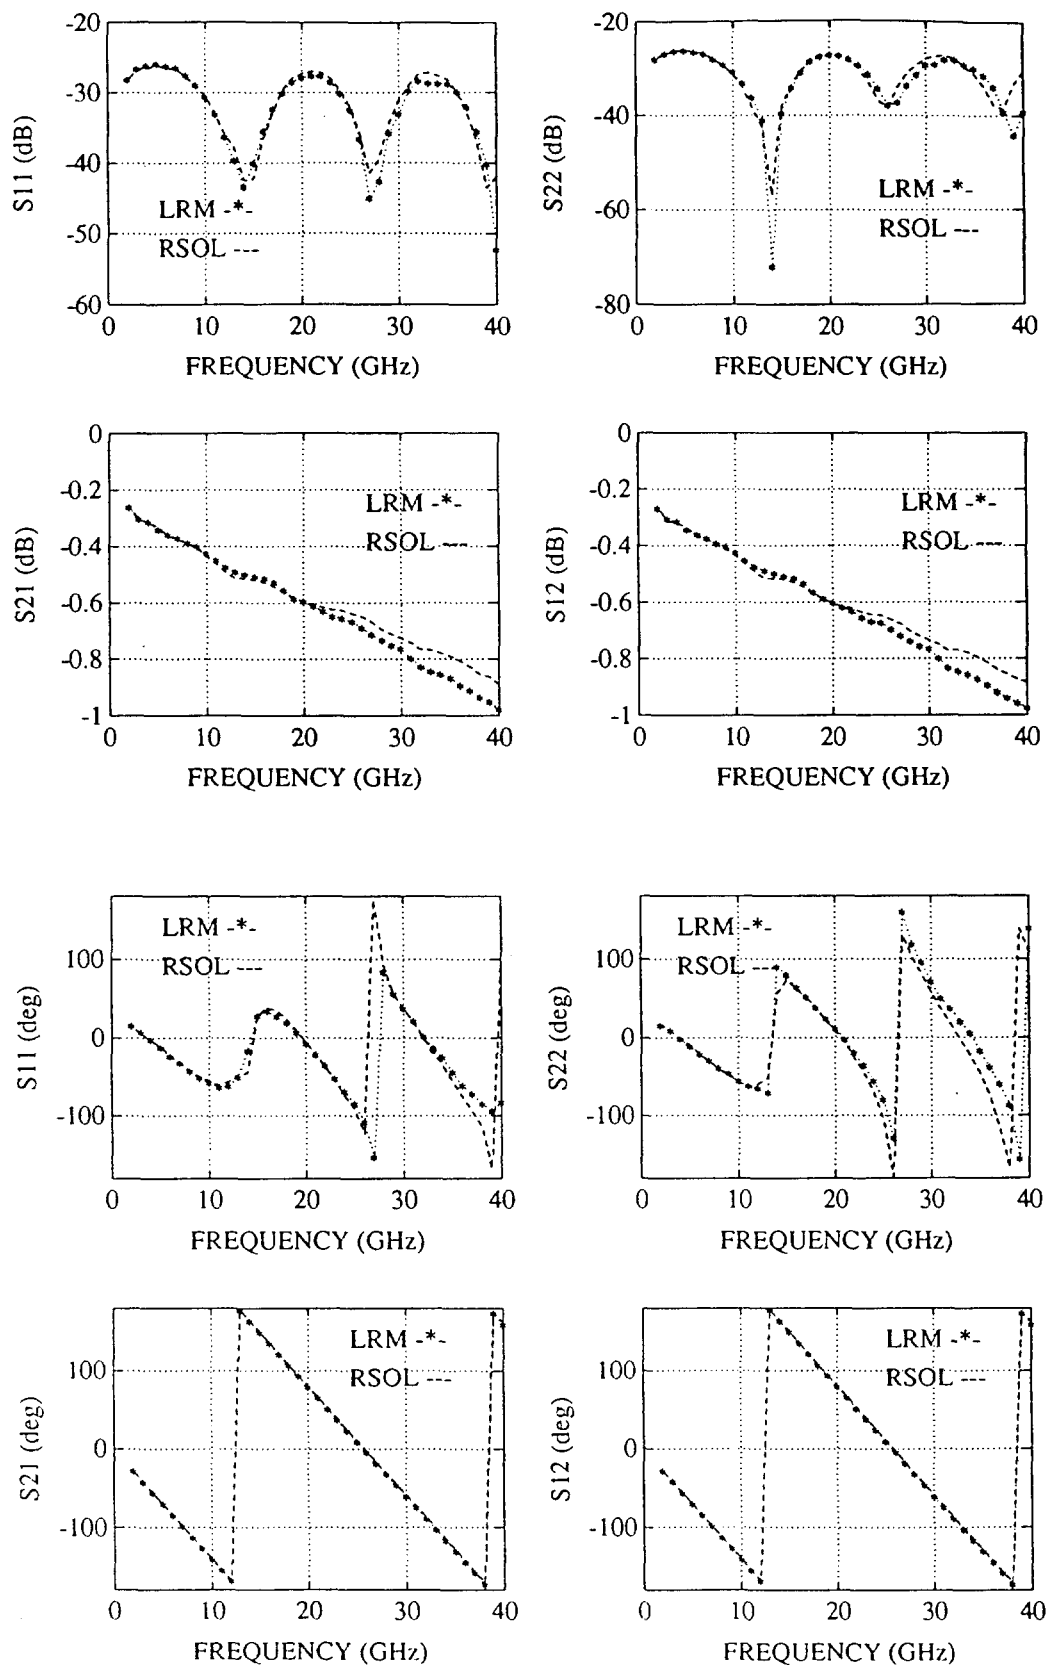 -20
-30
-40
-50
-60
S11 (dB)
LRM -*-
RSOL ---
0 10 20 30 40
FREQUENCY (GHz)
-20
-40
-60
-80
S22 (dB)
LRM -*-
RSOL ---
0 10 20 30 40
FREQUENCY (GHz)
0
-0.2
-0.4
-0.6
-0.8
-1
S21 (dB)
LRM -*-
RSOL ---
0 10 20 30 40
FREQUENCY (GHz)
0
-0.2
-0.4
-0.6
-0.8
-1
S12 (dB)
LRM -*-
RSOL ---
0 10 20 30 40
FREQUENCY (GHz)
100
0
-100
S11 (deg)
LRM -*-
RSOL ---
0 10 20 30 40
FREQUENCY (GHz)
100
0
-100
S22 (deg)
LRM -*-
RSOL ---
0 10 20 30 40
FREQUENCY (GHz)
100
0
-100
S21 (deg)
LRM -*-
RSOL ---
0 10 20 30 40
FREQUENCY (GHz)
100
0
-100
S12 (deg)
LRM -*-
RSOL ---
0 10 20 30 40
FREQUENCY (GHz)